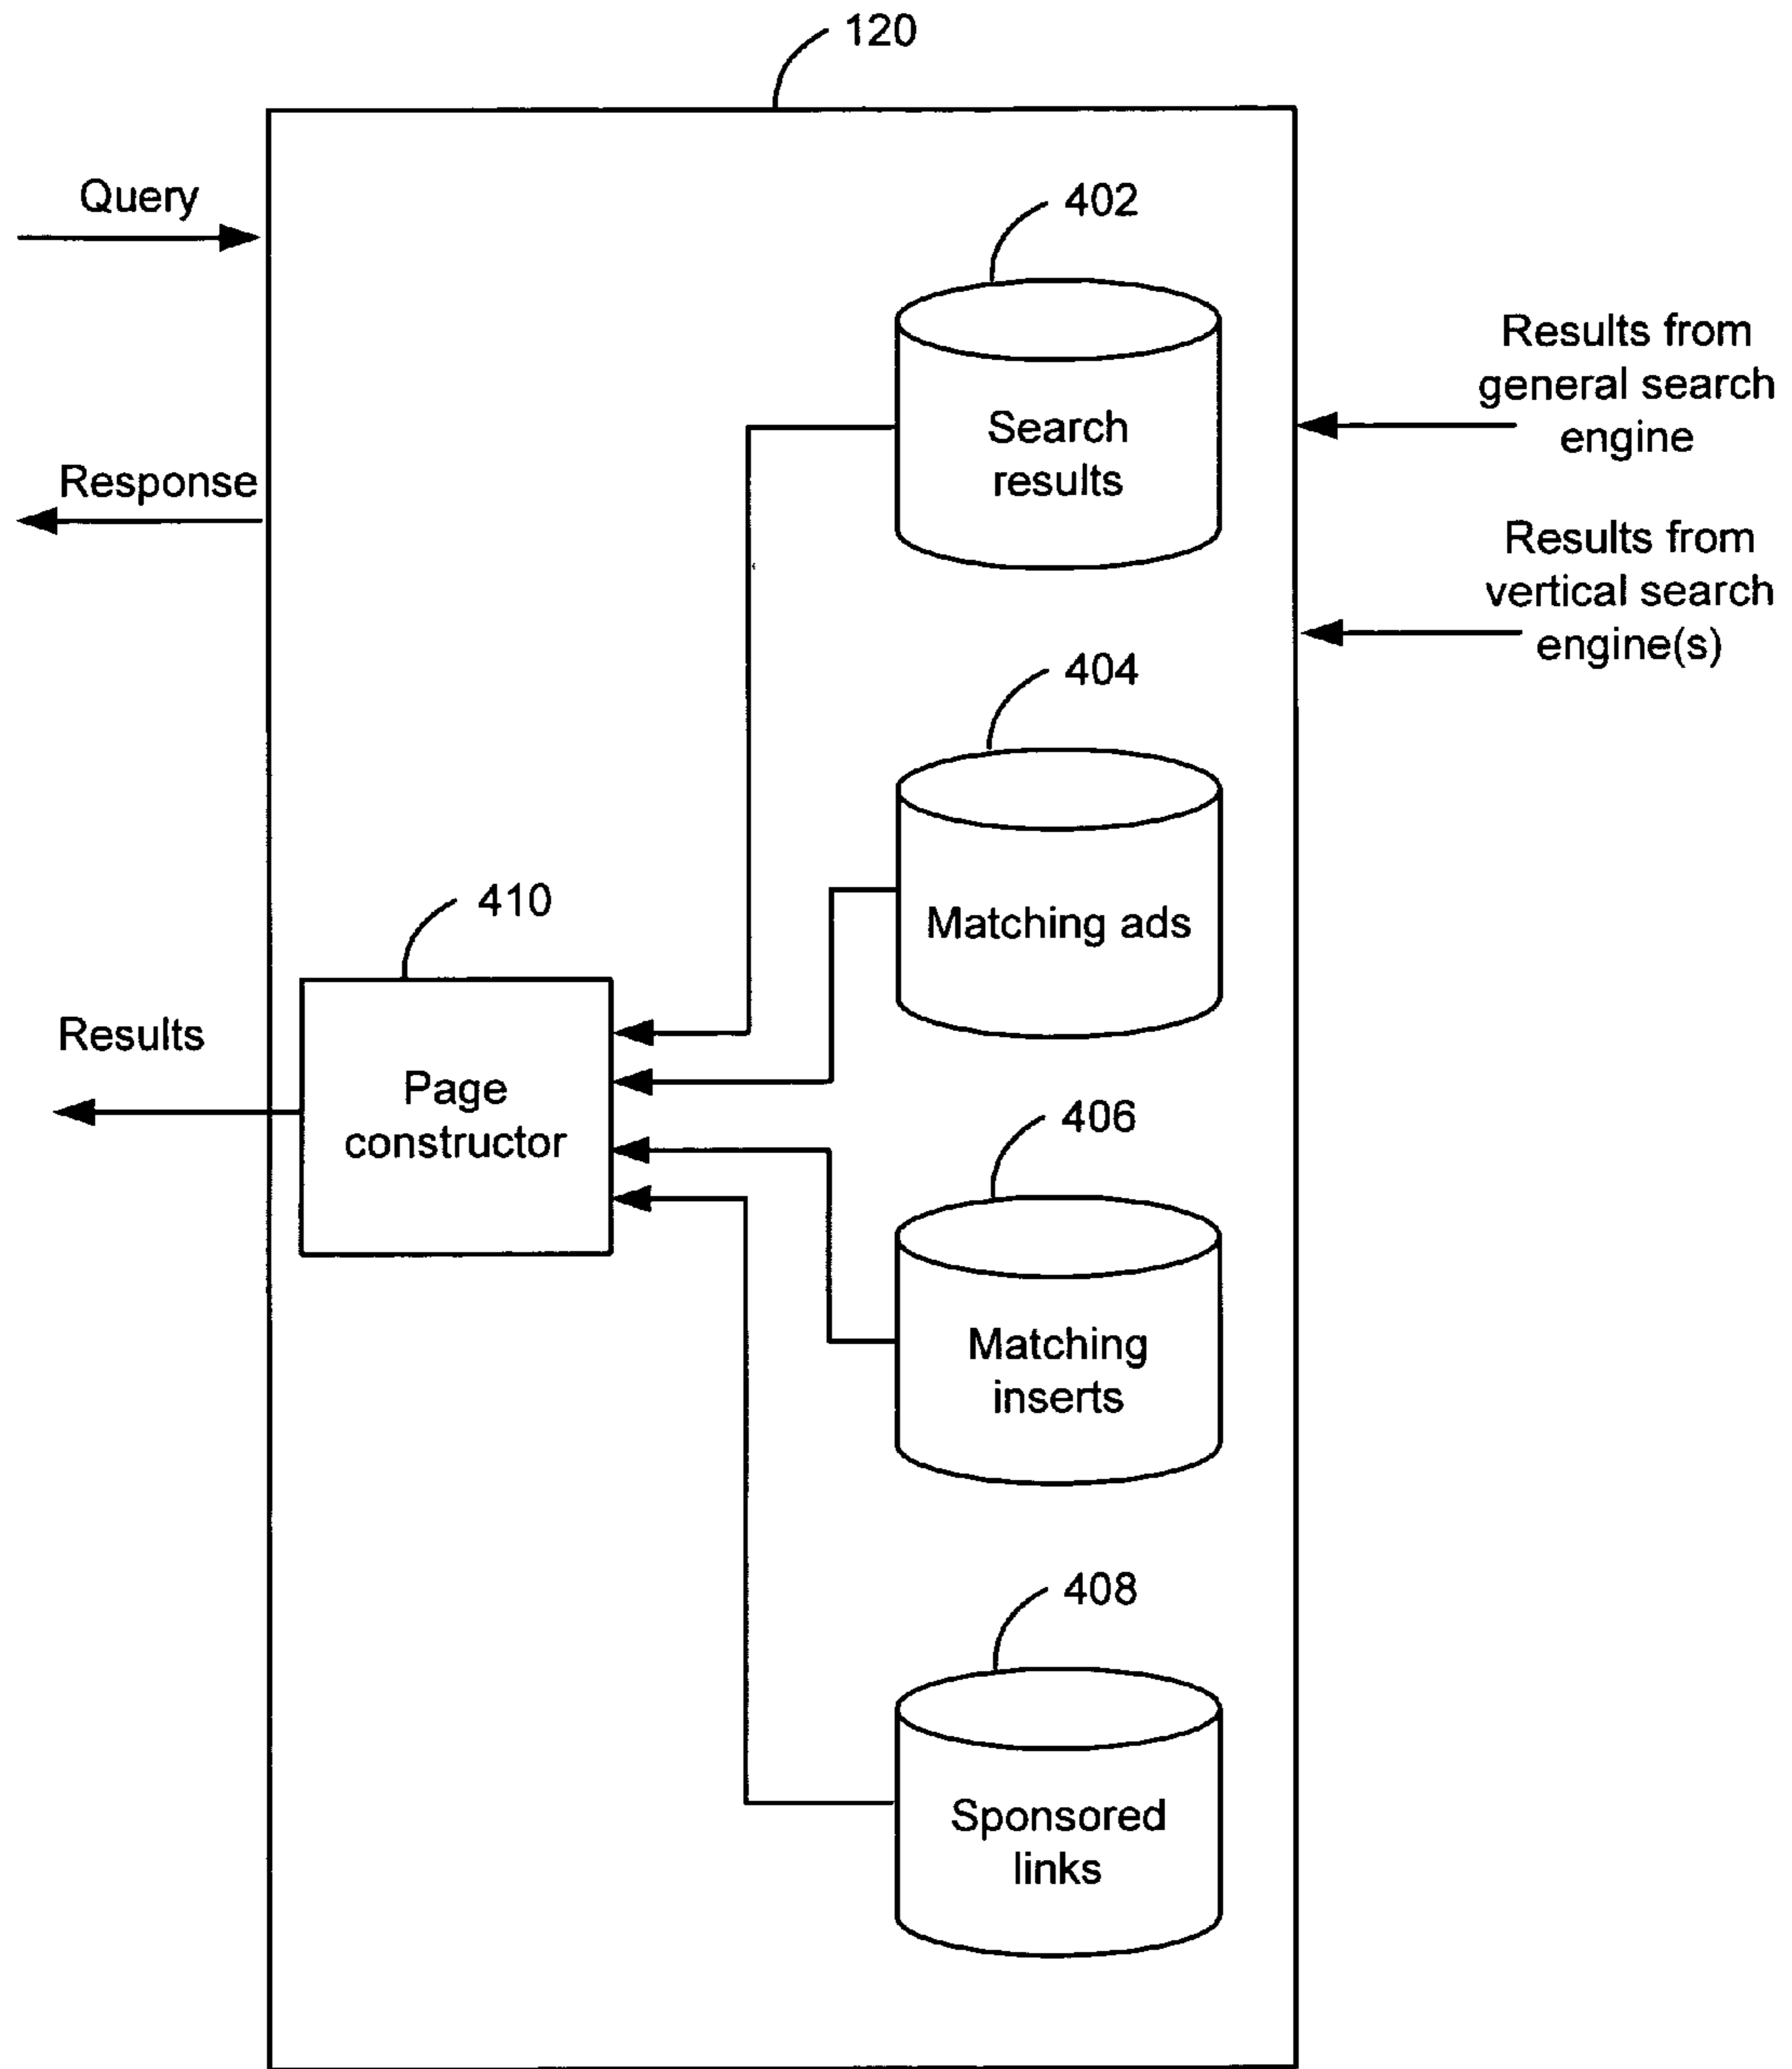 120
Query
402
Results from
general search
engine
Search
results
Response
Results from
vertical search
engine(s)
404
410
Matching ads
Results
Page
constructor
406
Matching
inserts
408
Sponsored
links